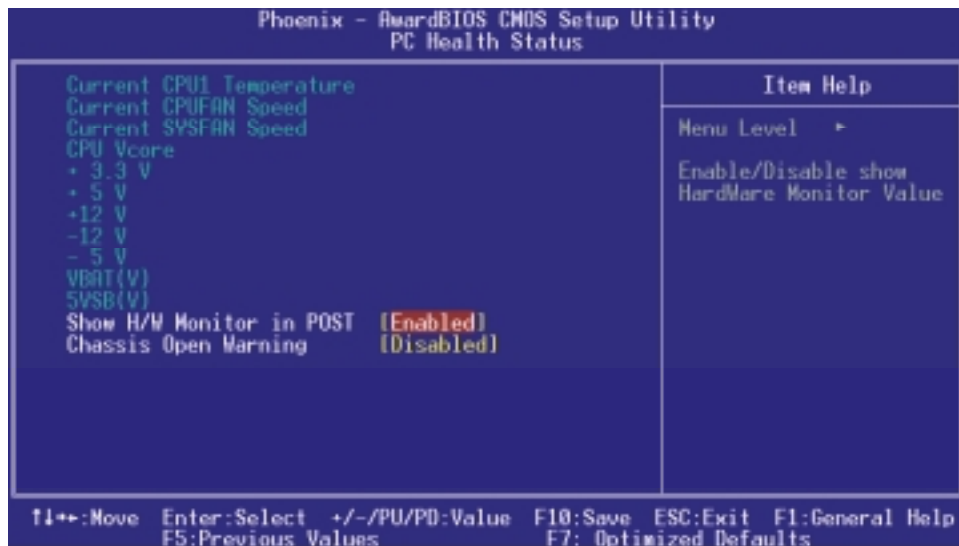 Phoenix - AwardBIOS CMOS Setup Utility
PC Health Status
Current CPU1 Temperature
Current CPUFAN Speed
Current SYSFAN Speed
CPU Vcore
+ 3.3 V
+ 5 V
+12 V
-12 V
- 5 V
VBAT(V)
5VSB(V)
Show H/W Monitor in POST [Enabled]
Chassis Open Warning [Disabled]
Item Help
Menu Level ►
Enable/Disable show
HardWare Monitor Value
↑↓→←:Move Enter:Select +/-/PU/PD:Value F10:Save ESC:Exit F1:General Help
F5:Previous Values F7: Optimized Defaults